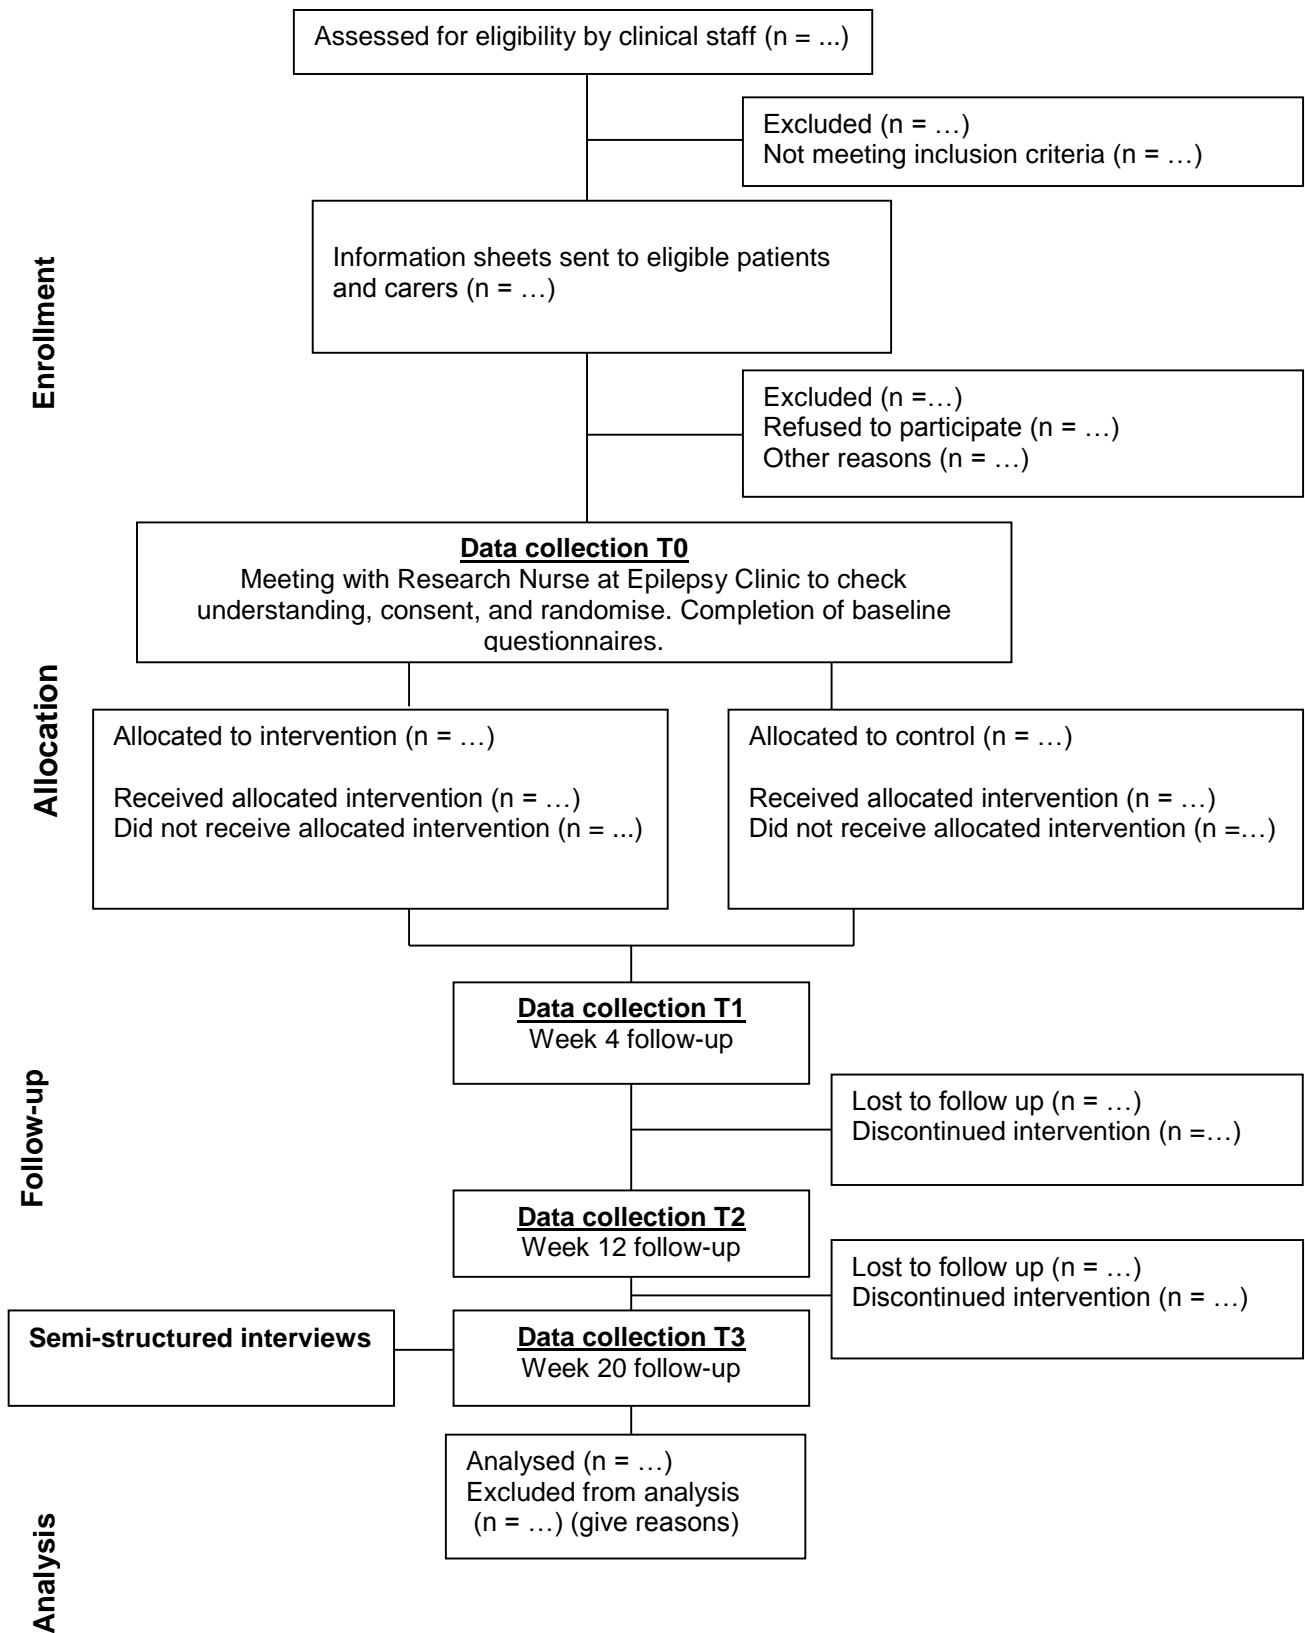 Assessed for eligibility by clinical staff (n = ...)
Excluded (n = …)
Not meeting inclusion criteria (n = …)
Enrollment
Information sheets sent to eligible patients
and carers (n = …)
Excluded (n =…)
Refused to participate (n = …)
Other reasons (n = …)
Data collection T0
Meeting with Research Nurse at Epilepsy Clinic to check
understanding, consent, and randomise. Completion of baseline
questionnaires.
Allocation
Allocated to intervention (n = …)
Received allocated intervention (n = …)
Did not receive allocated intervention (n = ...)
Allocated to control (n = …)
Received allocated intervention (n = …)
Did not receive allocated intervention (n =…)
Data collection T1
Week 4 follow-up
Follow-up
Lost to follow up (n = …)
Discontinued intervention (n =…)
Data collection T2
Week 12 follow-up
Lost to follow up (n = …)
Discontinued intervention (n = …)
Semi-structured interviews
Data collection T3
Week 20 follow-up
Analysed (n = …)
Excluded from analysis
(n = …) (give reasons)
Analysis